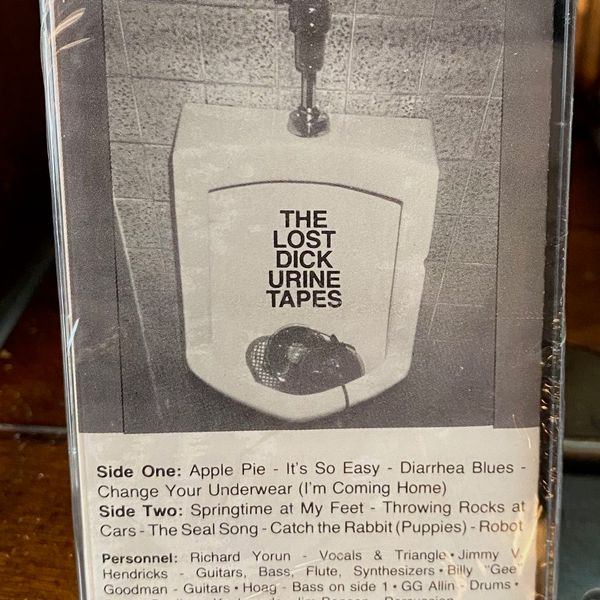 THE
LOST
DICK
URINE
TAPES
Side One: Apple Pie - It's So Easy - Diarrhea Blues -
Change Your Underwear (I'm Coming Home)
Side Two: Springtime at My Feet - Throwing Rocks at
Cars - The Seal Song - Catch the Rabbit (Puppies) - Robot
Personnel: Richard Yorun - Vocals & Triangle • Jimmy V.
Hendricks - Guitars, Bass, Flute, Synthesizers • Billy "Gee"
Goodman - Guitars • Hoag - Bass on side 1 • GG Allin - Drums •